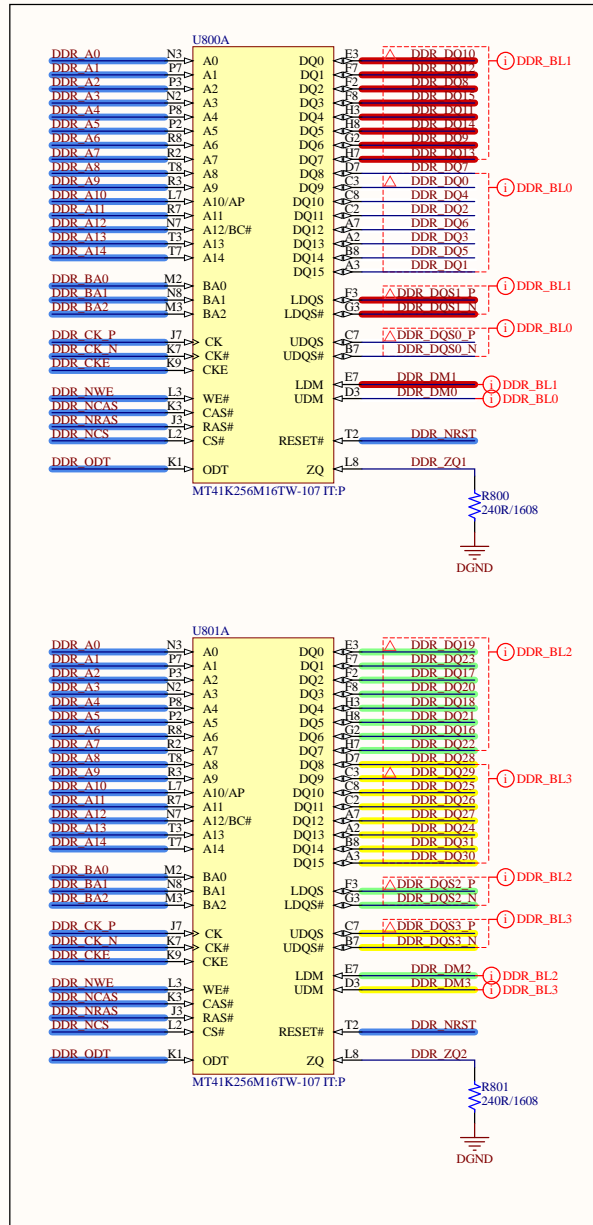 U800A
DDR_A0 N3 A0 DQ0 E3 DDR_DQ10
DDR_A1 P7 A1 DQ1 F7 DDR_DQ12
DDR_A2 P3 A2 DQ2 F2 DDR_DQ8
DDR_A3 N2 A3 DQ3 F8 DDR_DQ15
DDR_A4 P8 A4 DQ4 H3 DDR_DQ11
DDR_A5 P2 A5 DQ5 H8 DDR_DQ14
DDR_A6 R8 A6 DQ6 G2 DDR_DQ9
DDR_A7 R2 A7 DQ7 H7 DDR_DQ13
i DDR_BL1
DDR_A8 T8 A8 DQ8 D7 DDR_DQ7
DDR_A9 R3 A9 DQ9 C3 DDR_DQ0
DDR_A10 L7 A10/AP DQ10 C8 DDR_DQ4
DDR_A11 R7 A11 DQ11 C2 DDR_DQ2
DDR_A12 N7 A12/BC# DQ12 A7 DDR_DQ6
DDR_A13 T3 A13 DQ13 A2 DDR_DQ3
DDR_A14 T7 A14 DQ14 B8 DDR_DQ5
DQ15 A3 DDR_DQ1
i DDR_BL0
DDR_BA0 M2 BA0
DDR_BA1 N8 BA1 LDQS F3 DDR_DQS1_P
DDR_BA2 M3 BA2 LDQS# G3 DDR_DQS1_N
i DDR_BL1
DDR_CK_P J7 CK UDQS C7 DDR_DQS0_P
DDR_CK_N K7 CK# UDQS# B7 DDR_DQS0_N
i DDR_BL0
DDR_CKE K9 CKE
LDM E7 DDR_DM1 i DDR_BL1
DDR_NWE L3 WE# UDM D3 DDR_DM0 i DDR_BL0
DDR_NCAS K3 CAS#
DDR_NRAS J3 RAS#
DDR_NCS L2 CS# RESET# T2 DDR_NRST
DDR_ODT K1 ODT ZQ L8 DDR_ZQ1
MT41K256M16TW-107 IT:P
R800
240R/1608
DGND
U801A
DDR_A0 N3 A0 DQ0 E3 DDR_DQ19
DDR_A1 P7 A1 DQ1 F7 DDR_DQ23
DDR_A2 P3 A2 DQ2 F2 DDR_DQ17
DDR_A3 N2 A3 DQ3 F8 DDR_DQ20
DDR_A4 P8 A4 DQ4 H3 DDR_DQ18
DDR_A5 P2 A5 DQ5 H8 DDR_DQ21
DDR_A6 R8 A6 DQ6 G2 DDR_DQ16
DDR_A7 R2 A7 DQ7 H7 DDR_DQ22
i DDR_BL2
DDR_A8 T8 A8 DQ8 D7 DDR_DQ28
DDR_A9 R3 A9 DQ9 C3 DDR_DQ29
DDR_A10 L7 A10/AP DQ10 C8 DDR_DQ25
DDR_A11 R7 A11 DQ11 C2 DDR_DQ26
DDR_A12 N7 A12/BC# DQ12 A7 DDR_DQ27
DDR_A13 T3 A13 DQ13 A2 DDR_DQ24
DDR_A14 T7 A14 DQ14 B8 DDR_DQ31
DQ15 A3 DDR_DQ30
i DDR_BL3
DDR_BA0 M2 BA0
DDR_BA1 N8 BA1 LDQS F3 DDR_DQS2_P
DDR_BA2 M3 BA2 LDQS# G3 DDR_DQS2_N
i DDR_BL2
DDR_CK_P J7 CK UDQS C7 DDR_DQS3_P
DDR_CK_N K7 CK# UDQS# B7 DDR_DQS3_N
i DDR_BL3
DDR_CKE K9 CKE
LDM E7 DDR_DM2 i DDR_BL2
DDR_NWE L3 WE# UDM D3 DDR_DM3 i DDR_BL3
DDR_NCAS K3 CAS#
DDR_NRAS J3 RAS#
DDR_NCS L2 CS# RESET# T2 DDR_NRST
DDR_ODT K1 ODT ZQ L8 DDR_ZQ2
MT41K256M16TW-107 IT:P
R801
240R/1608
DGND